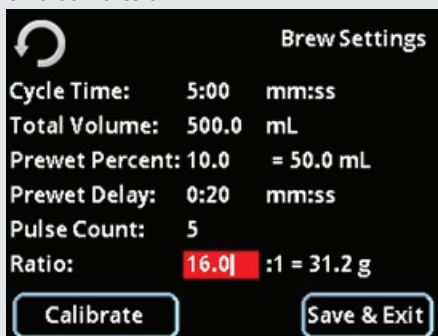 Brew Settings
Cycle Time: 5:00 mm:ss
Total Volume: 500.0 mL
Prewet Percent: 10.0 = 50.0 mL
Prewet Delay: 0:20 mm:ss
Pulse Count: 5
Ratio: 16.0 :1 = 31.2 g
Calibrate Save & Exit